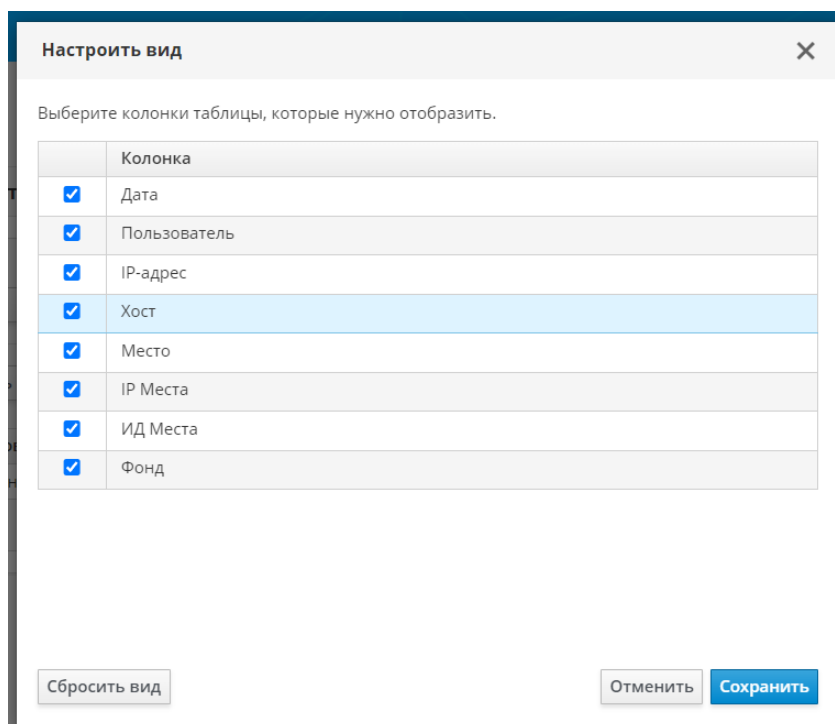 Настроить вид
Выберите колонки таблицы, которые нужно отобразить.
Колонка
Дата
Пользователь
IP-адрес
Хост
Место
IP Места
ИД Места
Фонд
Сбросить вид Отменить Сохранить